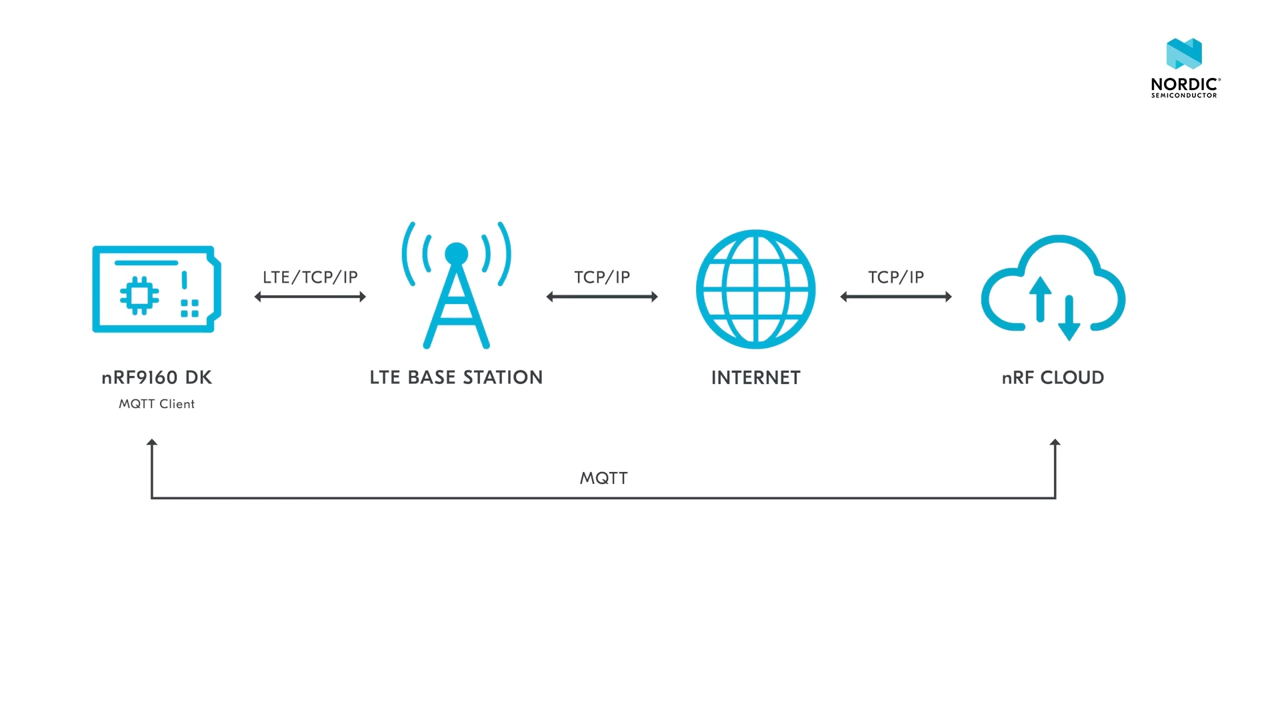 NORDIC®
SEMICONDUCTOR
LTE/TCP/IP
TCP/IP
TCP/IP
nRF9160 DK
LTE BASE STATION
INTERNET
nRF CLOUD
MQTT Client
MQTT